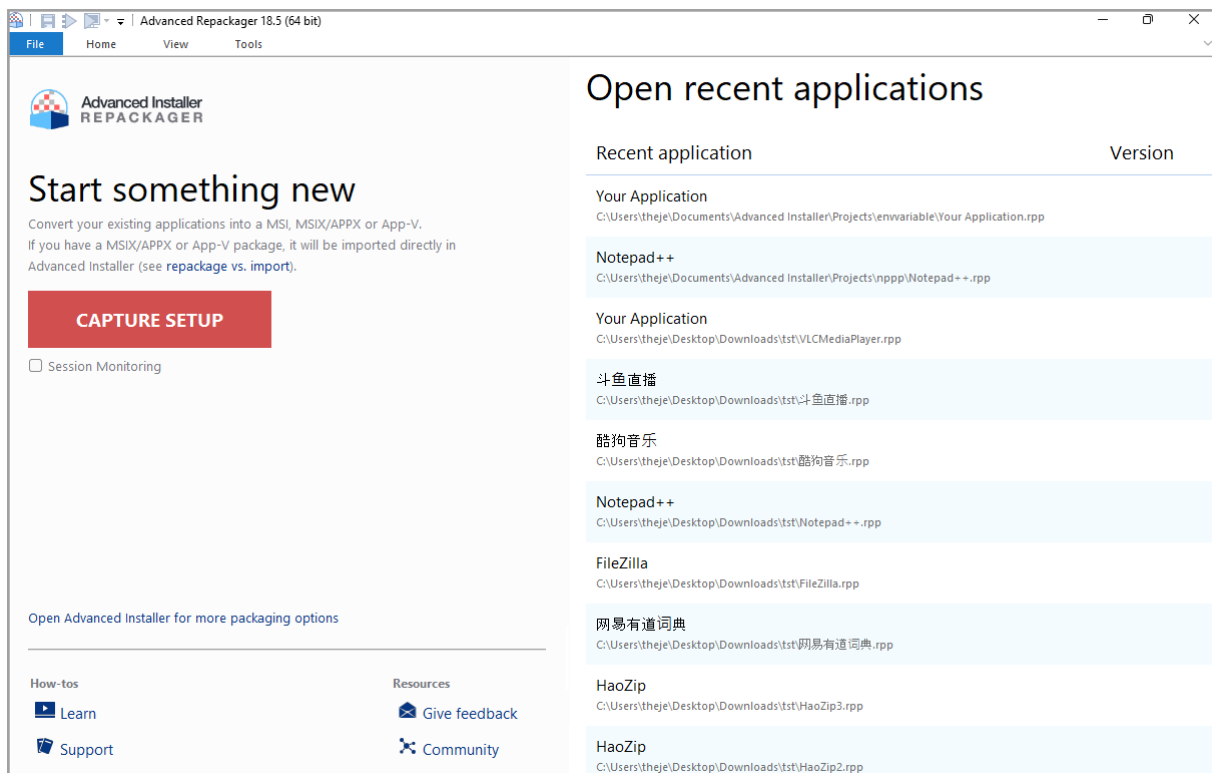 Advanced Repackager 18.5 (64 bit)
File Home View Tools
Advanced Installer
REPACKAGER
Start something new
Convert your existing applications into a MSI, MSIX/APPX or App-V.
If you have a MSIX/APPX or App-V package, it will be imported directly in
Advanced Installer (see repackage vs. import).
CAPTURE SETUP
Session Monitoring
Open Advanced Installer for more packaging options
How-tos
Learn
Support
Resources
Give feedback
Community
Open recent applications
Recent application Version
Your Application
C:\Users\theje\Documents\Advanced Installer\Projects\envvariable\Your Application.rpp
Notepad++
C:\Users\theje\Documents\Advanced Installer\Projects\nppp\Notepad++.rpp
Your Application
C:\Users\theje\Desktop\Downloads\tst\VLCMediaPlayer.rpp
斗鱼直播
C:\Users\theje\Desktop\Downloads\tst\斗鱼直播.rpp
酷狗音乐
C:\Users\theje\Desktop\Downloads\tst\酷狗音乐.rpp
Notepad++
C:\Users\theje\Desktop\Downloads\tst\Notepad++.rpp
FileZilla
C:\Users\theje\Desktop\Downloads\tst\FileZilla.rpp
网易有道词典
C:\Users\theje\Desktop\Downloads\tst\网易有道词典.rpp
HaoZip
C:\Users\theje\Desktop\Downloads\tst\HaoZip3.rpp
HaoZip
C:\Users\theje\Desktop\Downloads\tst\HaoZip2.rpp